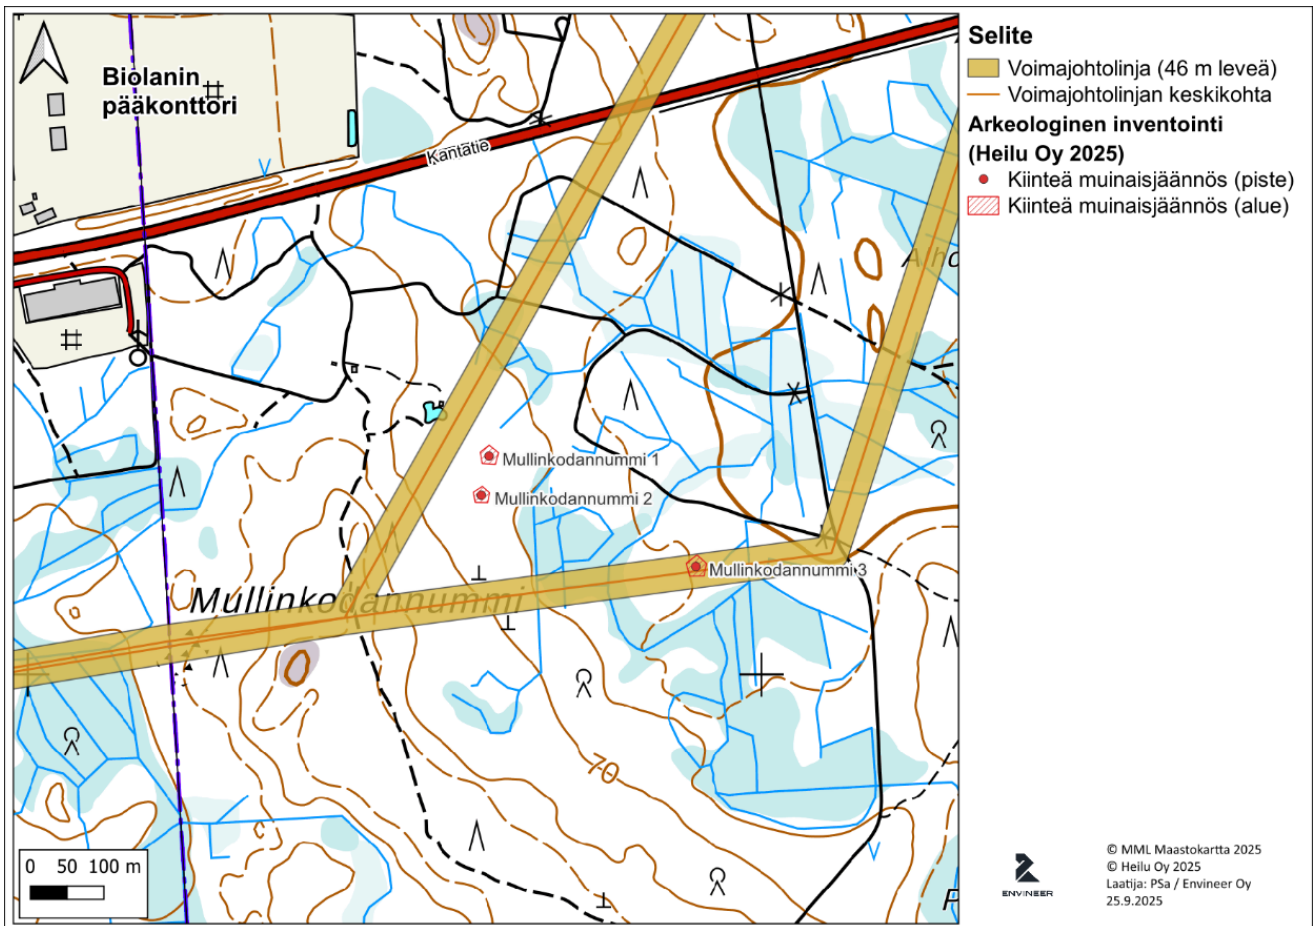 Biolanin
pääkonttori
Kantatie
Mullinkodannummi 1
Mullinkodannummi 2
Mullinkodannummi 3
Mullinkodannummi
70
0 50 100 m
Selite
Voimajohtolinja (46 m leveä)
Voimajohtolinjan keskikohta
Arkeologinen inventointi
(Heilu Oy 2025)
Kiinteä muinaisjäännös (piste)
Kiinteä muinaisjäännös (alue)
ENVINEER
© MML Maastokartta 2025
© Heilu Oy 2025
Laatija: PSa / Envineer Oy
25.9.2025